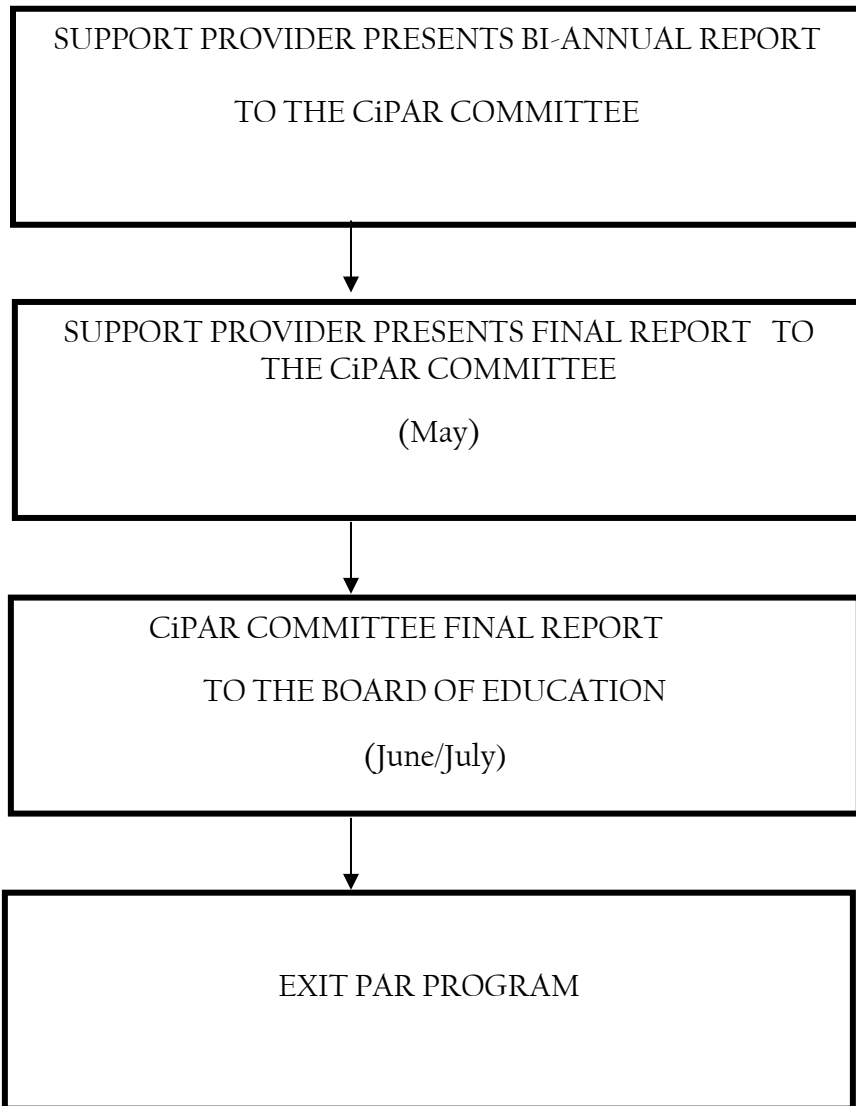 SUPPORT PROVIDER PRESENTS BI-ANNUAL REPORT
TO THE CiPAR COMMITTEE
SUPPORT PROVIDER PRESENTS FINAL REPORT TO
THE CiPAR COMMITTEE
(May)
CiPAR COMMITTEE FINAL REPORT
TO THE BOARD OF EDUCATION
(June/July)
EXIT PAR PROGRAM